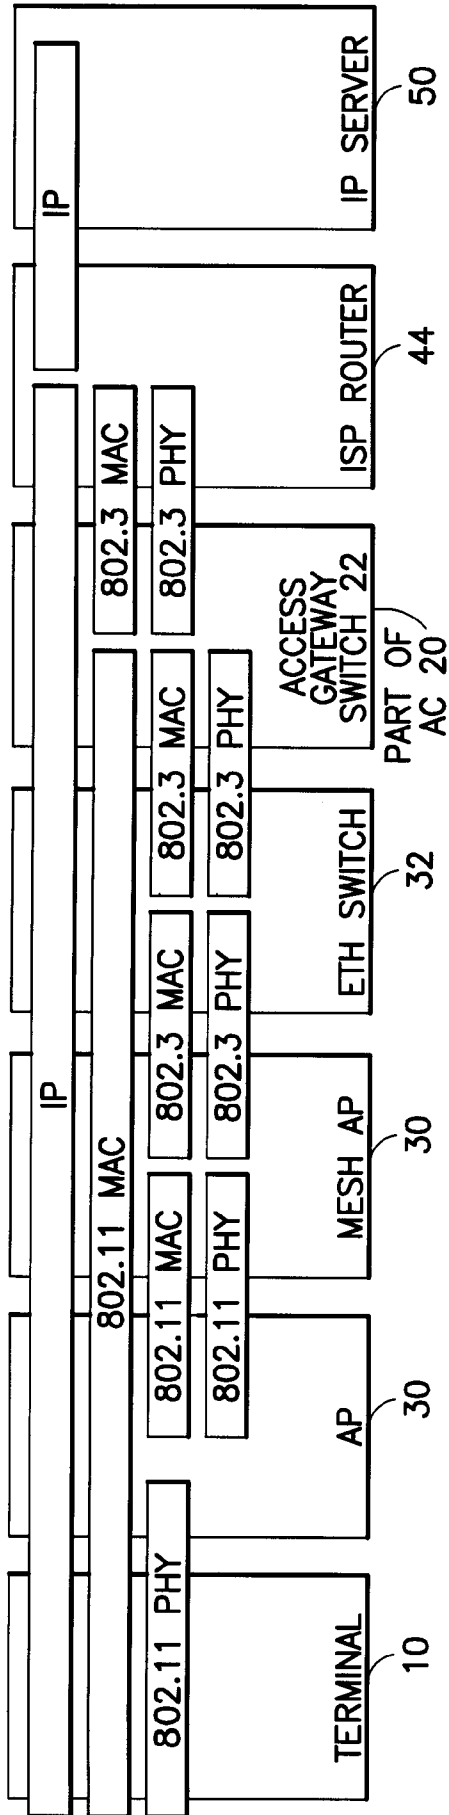 IP
IP
802.11 MAC
802.3 MAC
802.11 PHY
802.11 MAC
802.3 MAC
802.3 MAC
802.3 PHY
802.11 PHY
802.3 PHY
802.3 PHY
TERMINAL
AP
MESH AP
ETH SWITCH
ACCESS
GATEWAY
SWITCH 22
ISP ROUTER
IP SERVER
10
30
30
32
PART OF
AC 20
44
50